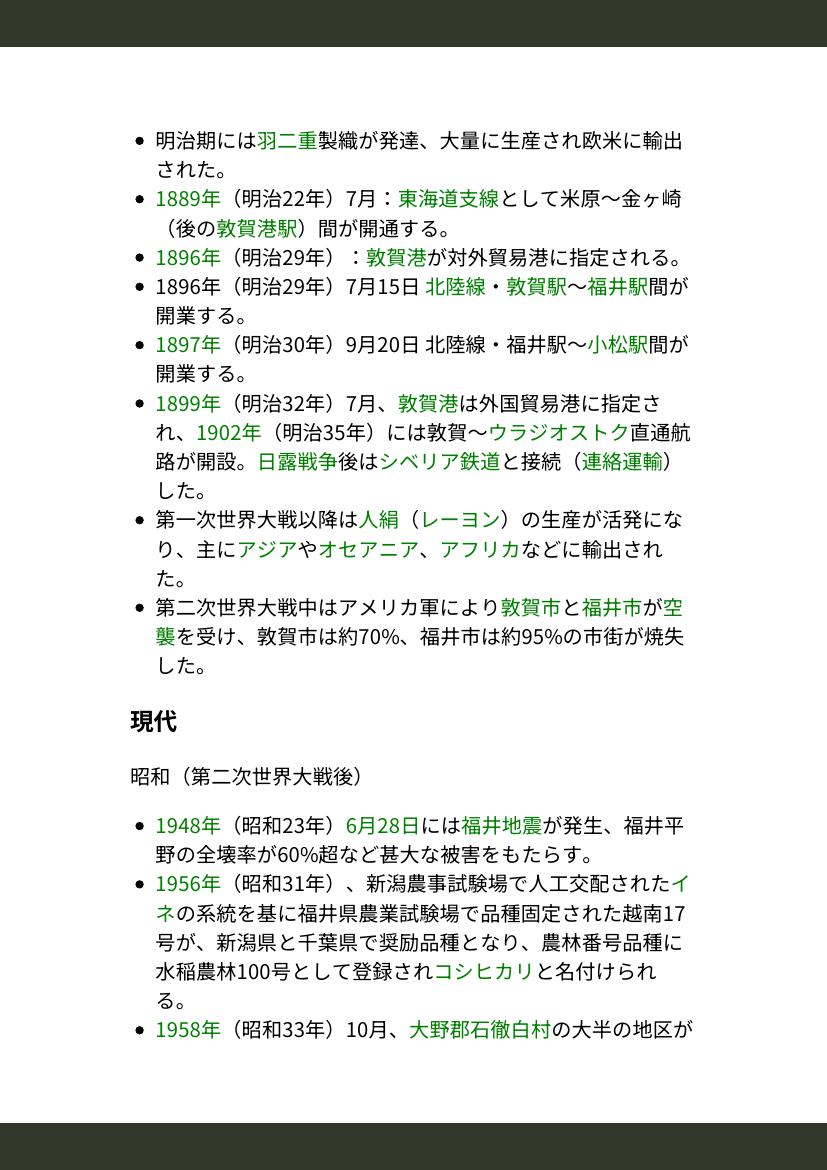 明治期には羽二重製織が発達、大量に生産され欧米に輸出
された。
1889年（明治22年）7月：東海道支線として米原〜金ヶ崎
（後の敦賀港駅）間が開通する。
1896年（明治29年）：敦賀港が対外貿易港に指定される。
1896年（明治29年）7月15日 北陸線・敦賀駅〜福井駅間が
開業する。
1897年（明治30年）9月20日 北陸線・福井駅〜小松駅間が
開業する。
1899年（明治32年）7月、敦賀港は外国貿易港に指定さ
れ、1902年（明治35年）には敦賀〜ウラジオストク直通航
路が開設。日露戦争後はシベリア鉄道と接続（連絡運輸）
した。
第一次世界大戦以降は人絹（レーヨン）の生産が活発にな
り、主にアジアやオセアニア、アフリカなどに輸出され
た。
第二次世界大戦中はアメリカ軍により敦賀市と福井市が空
襲を受け、敦賀市は約70%、福井市は約95%の市街が焼失
した。
現代
昭和（第二次世界大戦後）
1948年（昭和23年）6月28日には福井地震が発生、福井平
野の全壊率が60%超など甚大な被害をもたらす。
1956年（昭和31年）、新潟農事試験場で人工交配されたイ
ネの系統を基に福井県農業試験場で品種固定された越南17
号が、新潟県と千葉県で奨励品種となり、農林番号品種に
水稲農林100号として登録されコシヒカリと名付けられ
る。
1958年（昭和33年）10月、大野郡石徹白村の大半の地区が